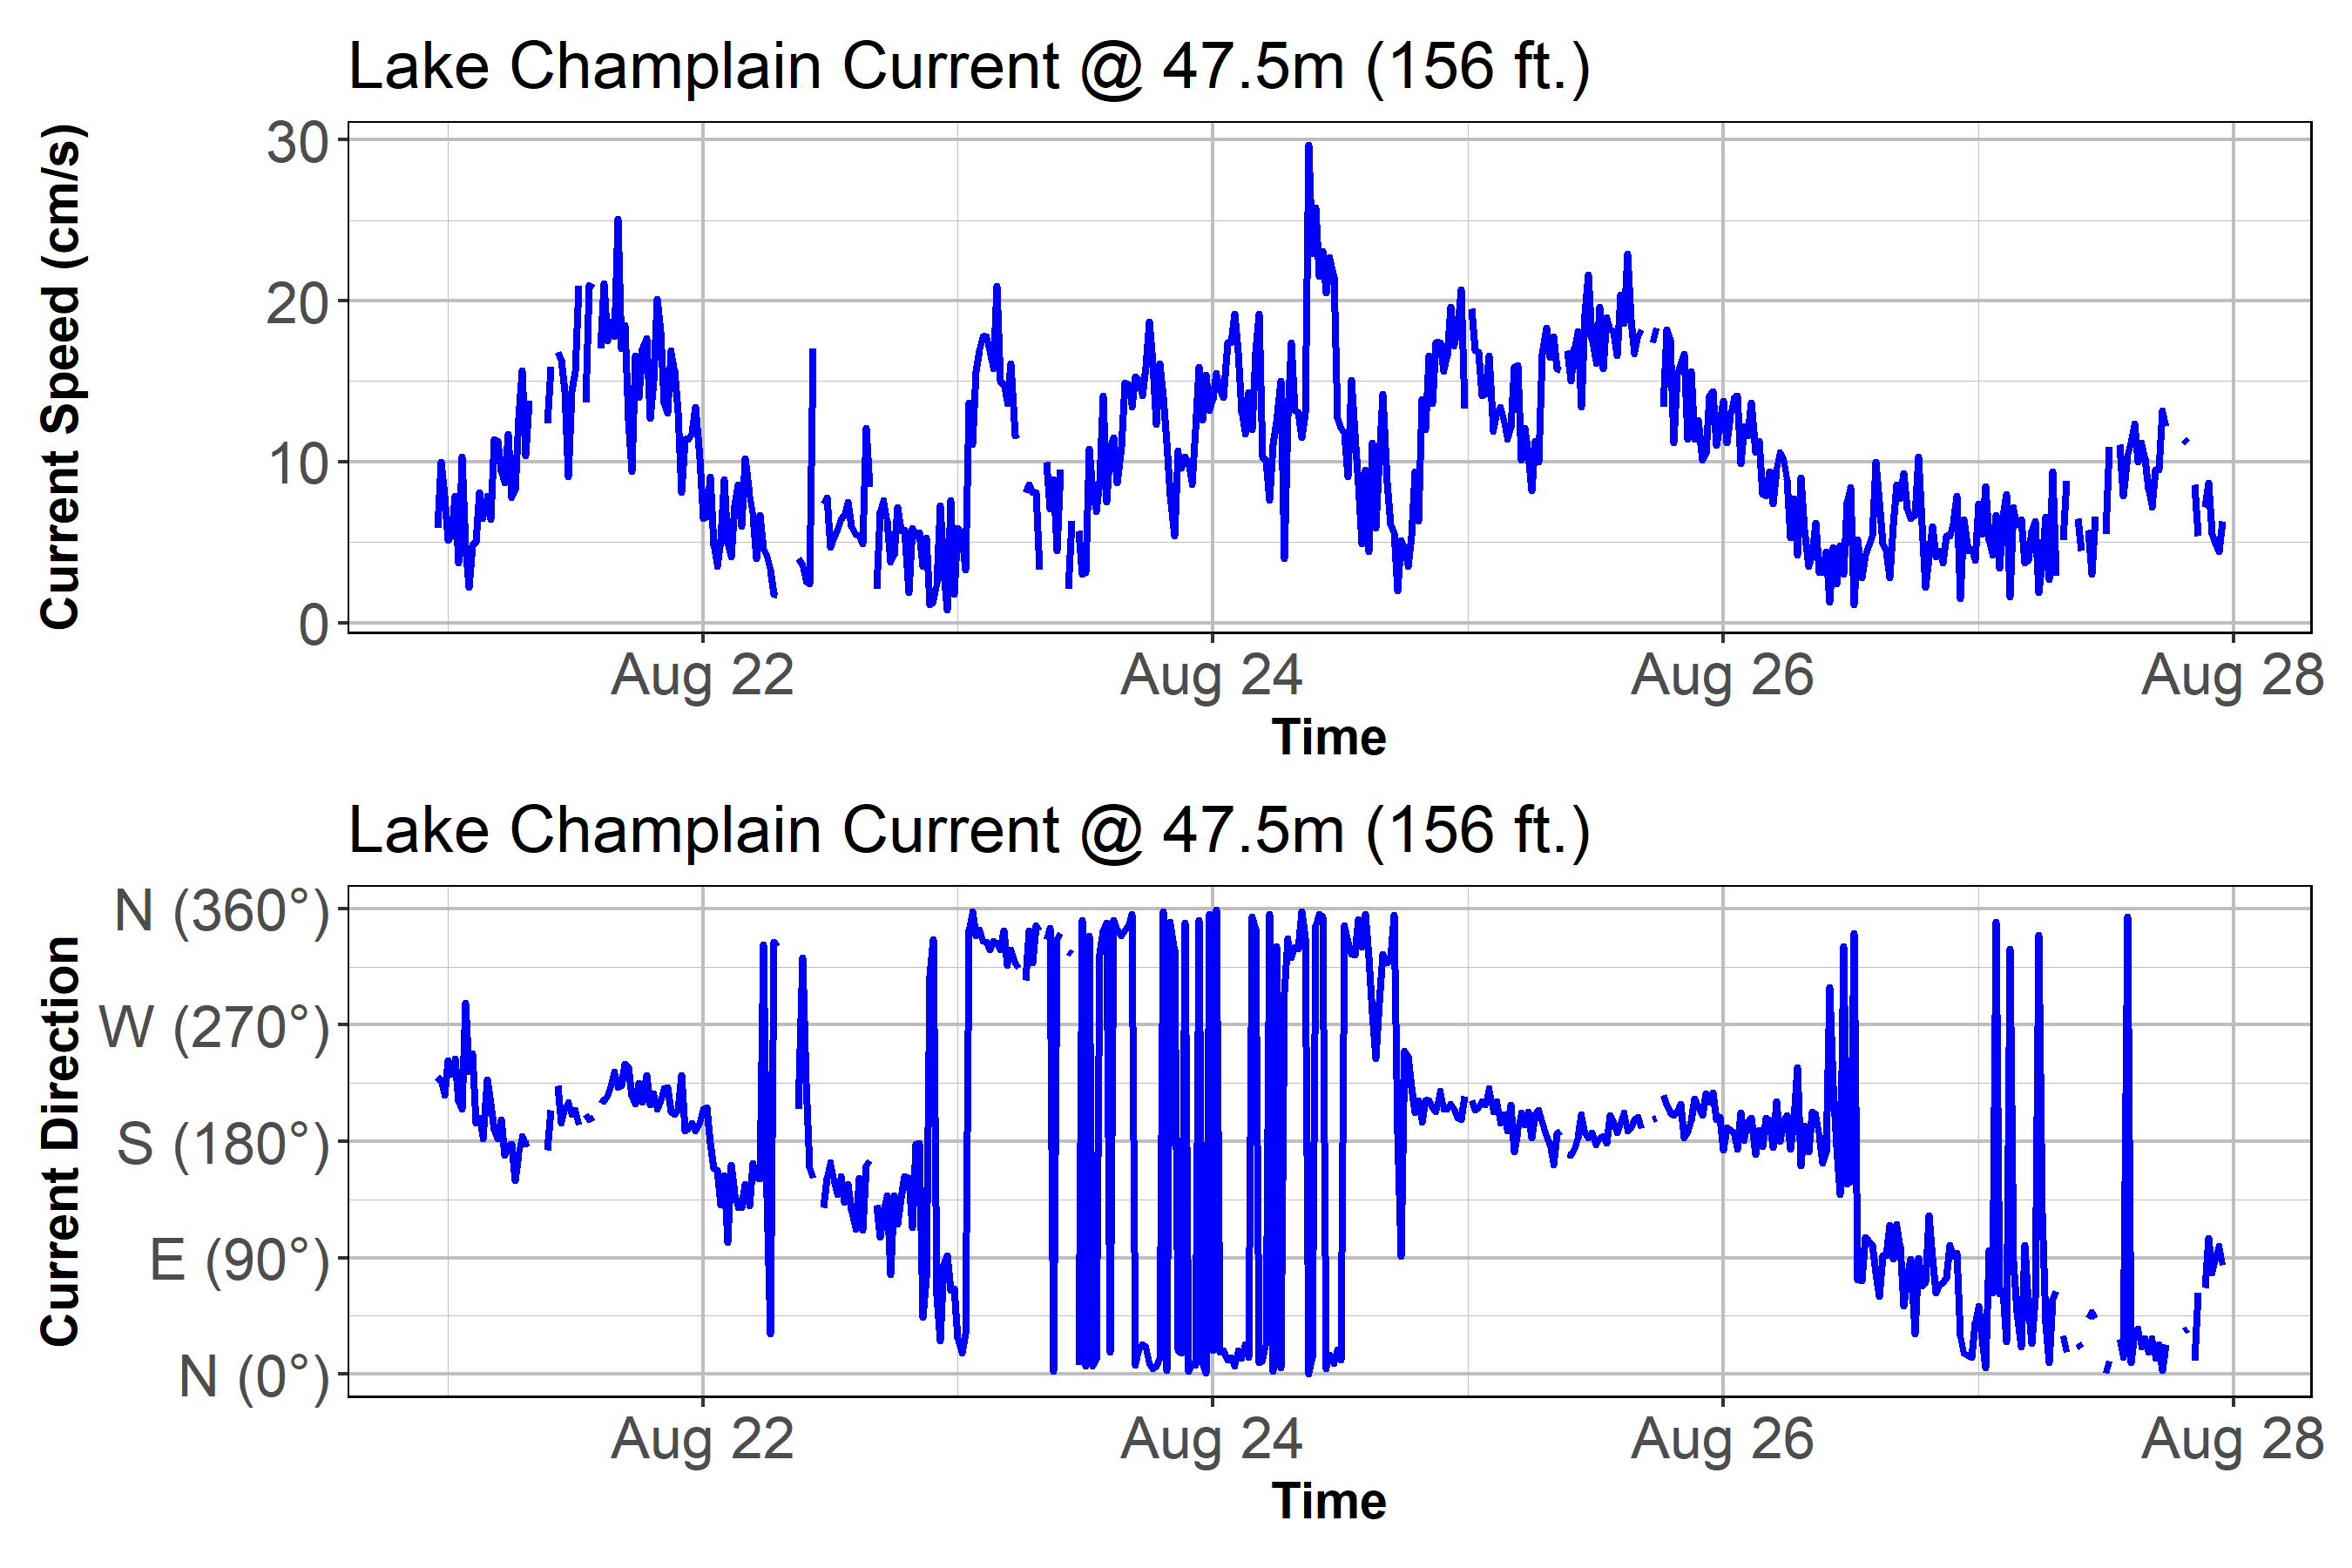 Lake Champlain Current @ 47.5m (156 ft.)
Current Speed (cm/s)
30
20
10
0
Aug 22 Aug 24 Aug 26 Aug 28
Time
Lake Champlain Current @ 47.5m (156 ft.)
Current Direction
N (360°)
W (270°)
S (180°)
E (90°)
N (0°)
Aug 22 Aug 24 Aug 26 Aug 28
Time